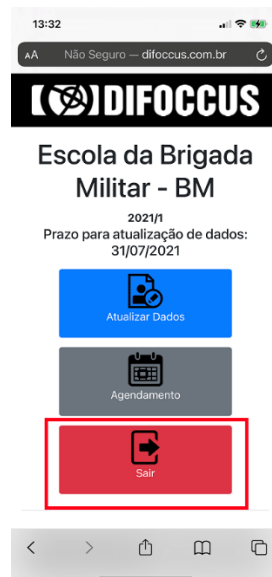 13:32
AA Não Seguro — difoccus.com.br
DIFOCCUS
Escola da Brigada
Militar - BM
2021/1
Prazo para atualização de dados:
31/07/2021
Atualizar Dados
Agendamento
Sair